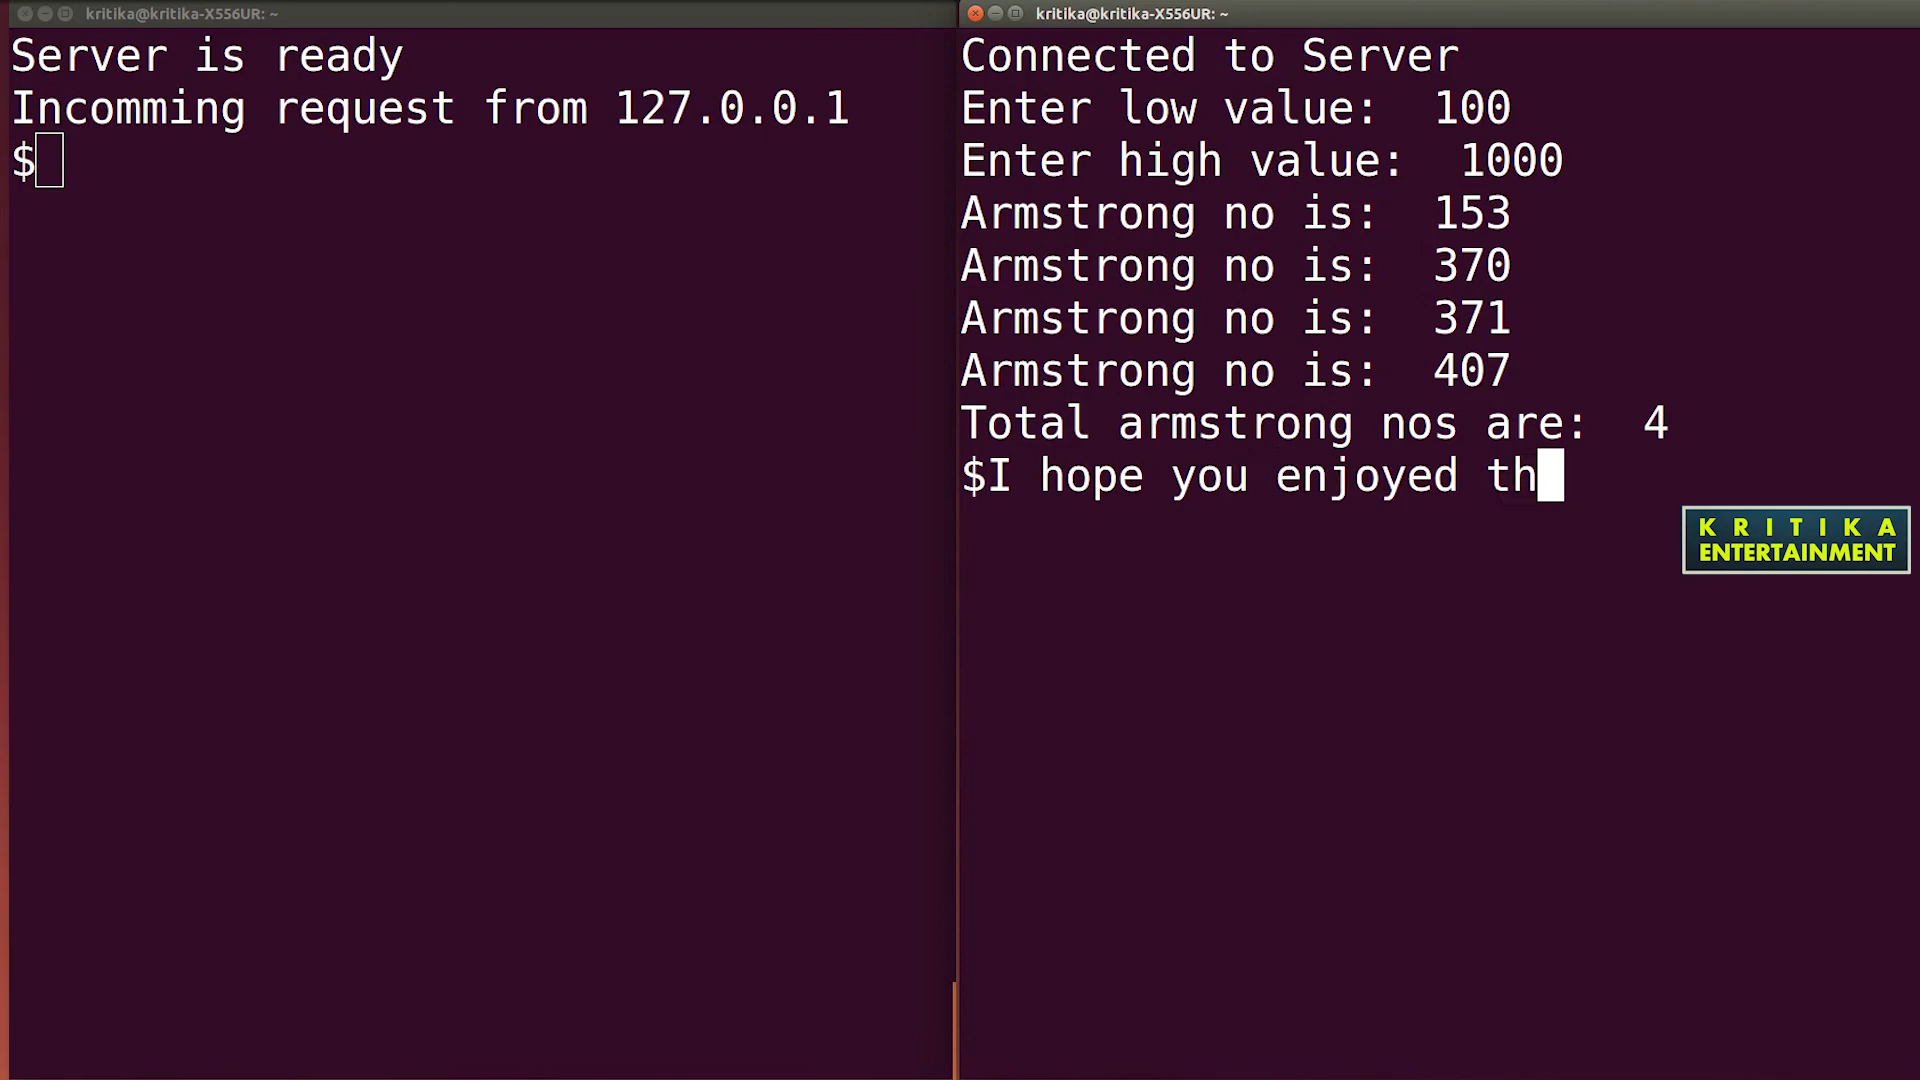 kritika@kritika-X556UR: ~
Server is ready
Incomming request from 127.0.0.1
$
kritika@kritika-X556UR: ~
Connected to Server
Enter low value:  100
Enter high value:  1000
Armstrong no is:  153
Armstrong no is:  370
Armstrong no is:  371
Armstrong no is:  407
Total armstrong nos are:  4
$I hope you enjoyed th
KRITIKA
ENTERTAINMENT